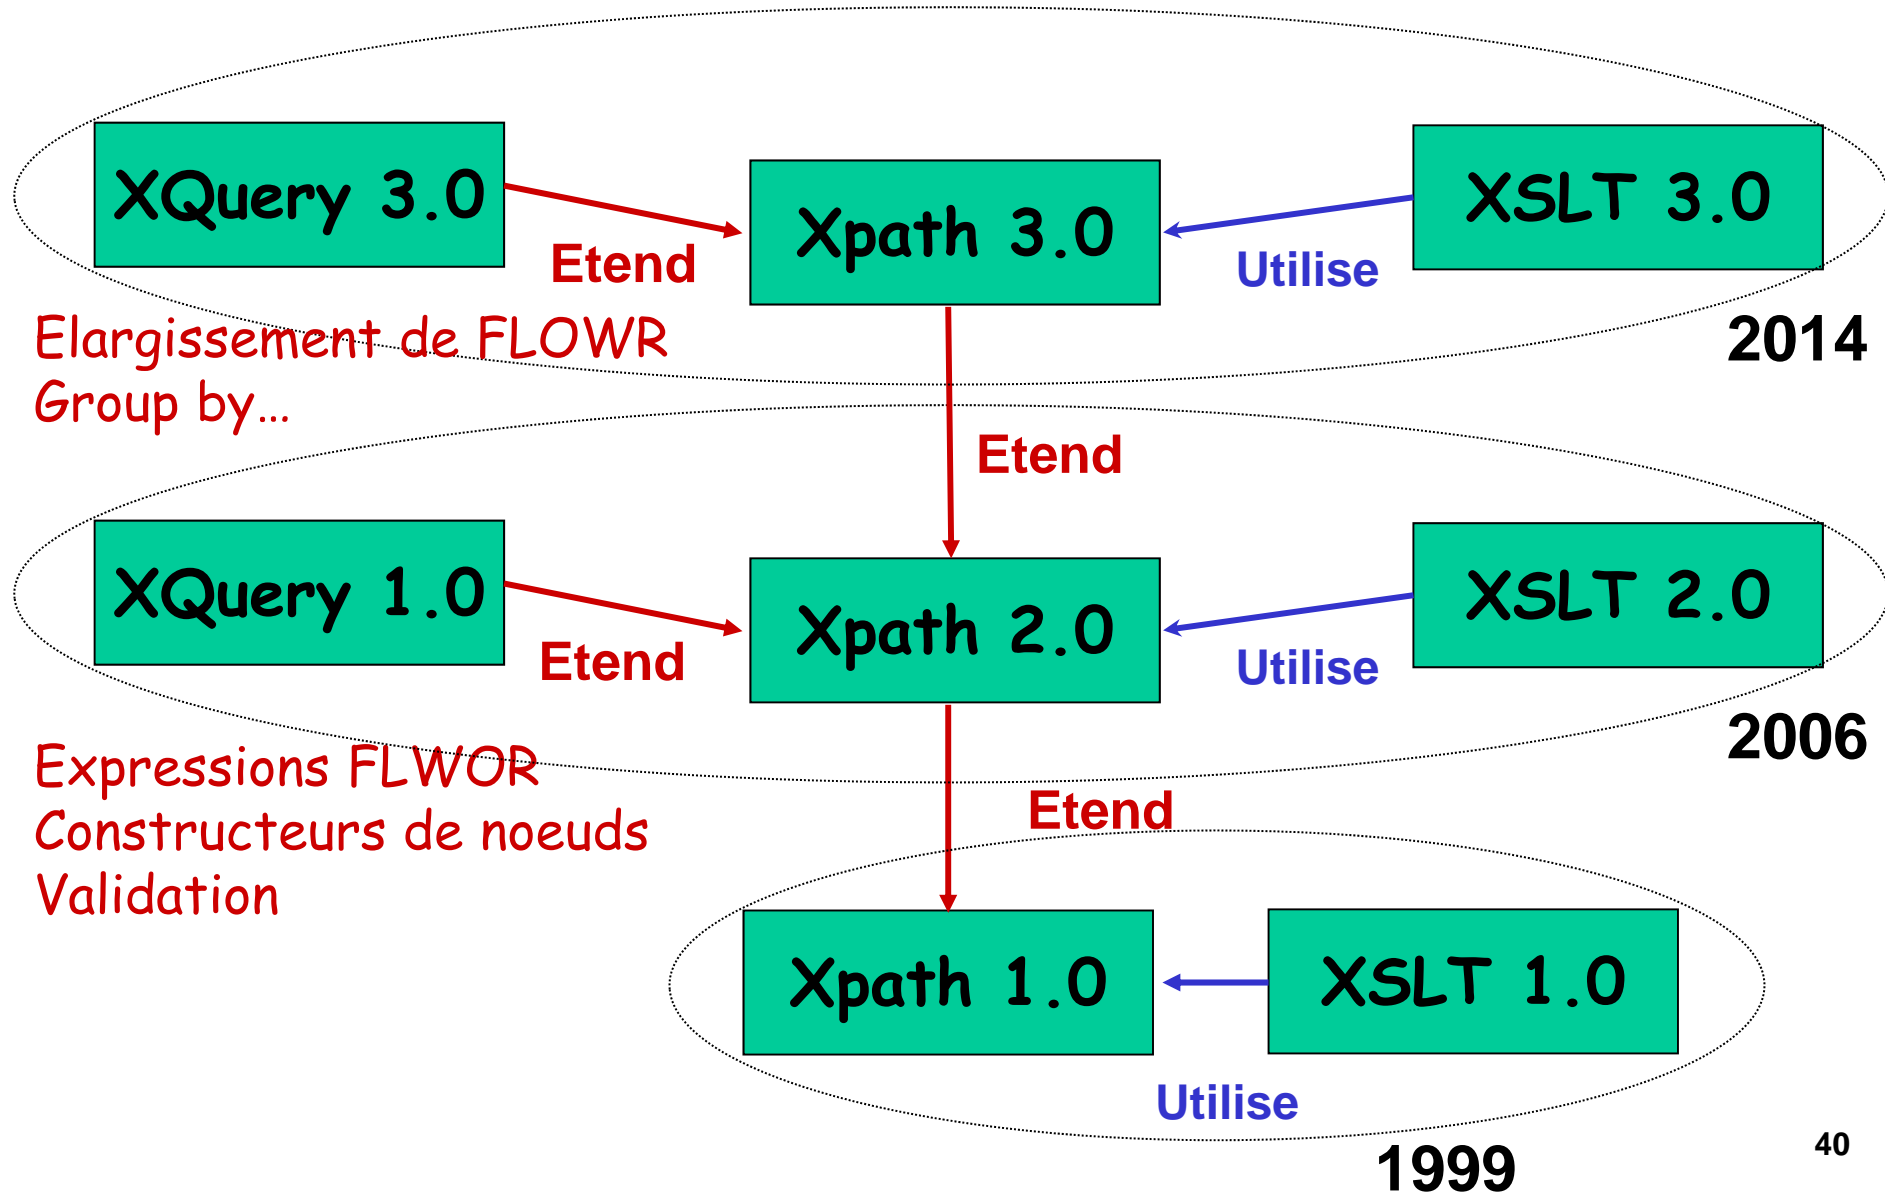 XQuery 3.0
Xpath 3.0
XSLT 3.0
Etend
Utilise
Elargissement de FLOWR
Group by...
2014
Etend
XQuery 1.0
Xpath 2.0
XSLT 2.0
Etend
Utilise
2006
Expressions FLWOR
Constructeurs de noeuds
Validation
Etend
Xpath 1.0
XSLT 1.0
Utilise
1999
40